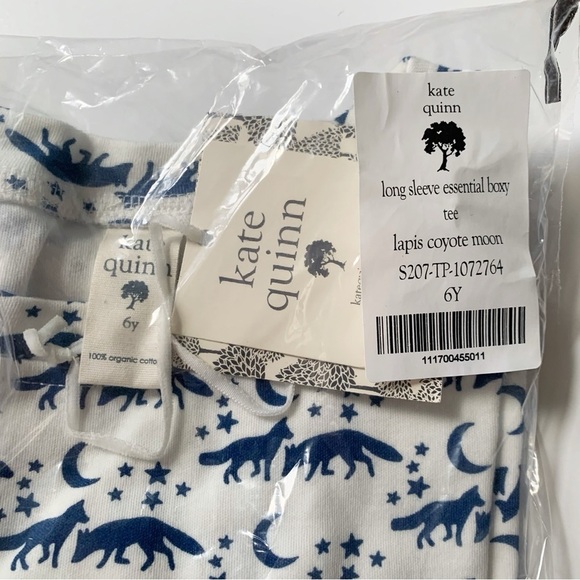 kate
quinn
long sleeve essential boxy
tee
lapis coyote moon
S207-TP-1072764
6Y
111700455011
kate
quinn
kate
quinn
6y
100% organic cotto